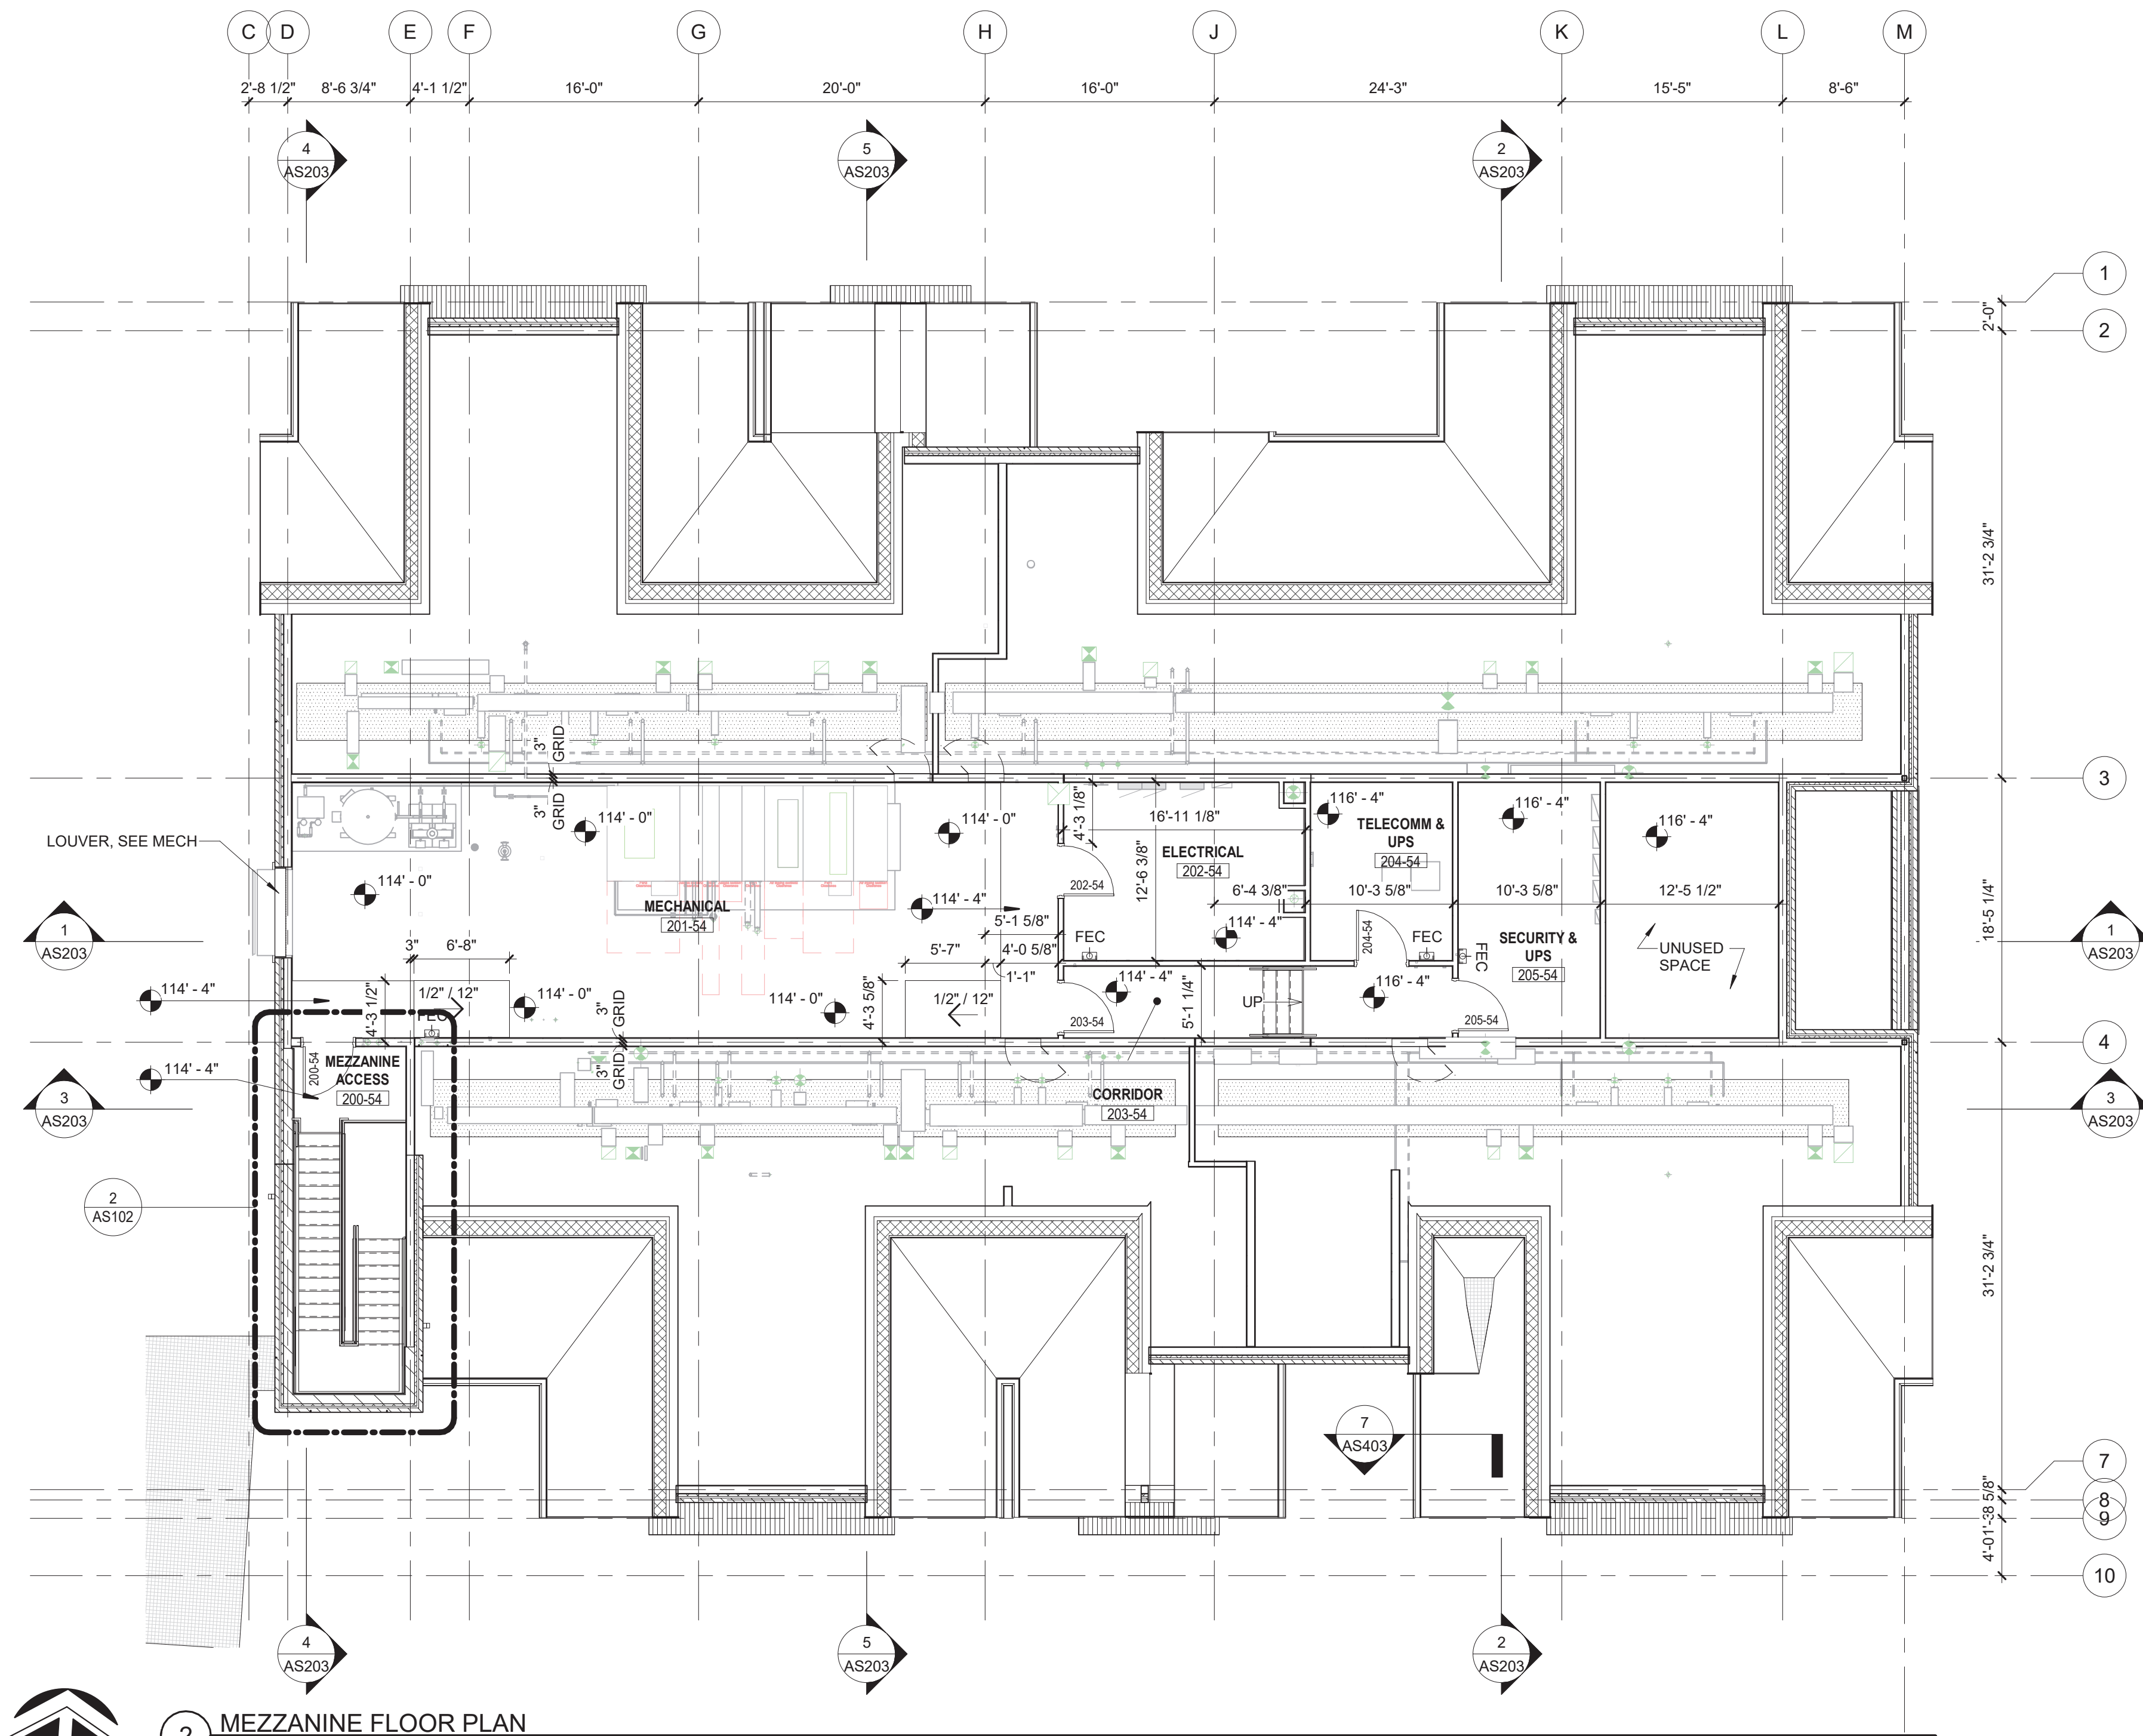 C D E F G H J K L M
2'-8 1/2" 8'-6 3/4" 4'-1 1/2" 16'-0" 20'-0" 16'-0" 24'-3" 15'-5" 8'-6"
4
AS203
5
AS203
2
AS203
1
2'-0"
2
31'-2 3/4"
3"
GRID
3
3"
GRID
LOUVER, SEE MECH
114' - 0"
114' - 0"
114' - 0"
4'-3 1/8"
16'-11 1/8"
12'-6 3/8"
ELECTRICAL
202-54
202-54
116' - 4"
TELECOMM &
UPS
204-54
116' - 4"
116' - 4"
6'-4 3/8"
10'-3 5/8"
10'-3 5/8"
12'-5 1/2"
18'-5 1/4"
MECHANICAL
201-54
114' - 4"
5'-1 5/8"
114' - 4"
FEC
204-54
FEC
FEC
SECURITY &
UPS
205-54
UNUSED
SPACE
1
AS203
1
AS203
3"
6'-8"
5'-7"
4'-0 5/8"
1'-1"
114' - 4"
4'-3 1/2"
1/2" / 12"
FEC
114' - 0"
3"
GRID
114' - 0"
4'-3 5/8"
1/2" / 12"
114' - 4"
203-54
5'-1 1/4"
UP
116' - 4"
205-54
4
114' - 4"
200-54
MEZZANINE
ACCESS
200-54
3"
GRID
CORRIDOR
203-54
3
AS203
3
AS203
2
AS102
31'-2 3/4"
7
AS403
7
8
9
10
4
AS203
5
AS203
2
AS203
2
MEZZANINE FLOOR PLAN